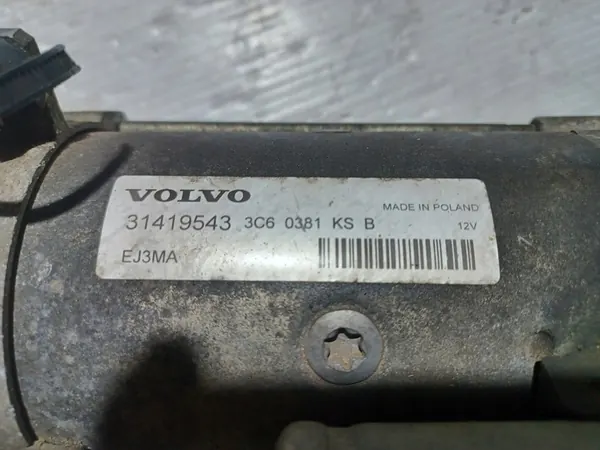 VOLVO
MADE IN POLAND
31419543 3C6 0381 KS B 12V
EJ3MA